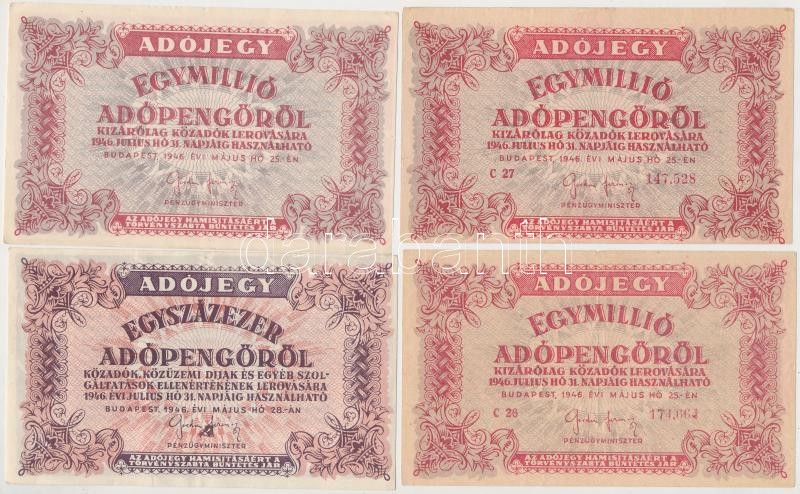 ADÓJEGY
EGYMILLIÓ
ADÓPENGŐRŐL
KIZÁRÓLAG KÖZADÓK LEROVÁSÁRA
1946. JULIUS HÓ 31. NAPJÁIG HASZNÁLHATÓ
BUDAPEST, 1946. ÉVI MÁJUS HÓ 25.-ÉN
PÉNZÜGYMINISZTER
AZ ADÓJEGY HAMISITÁSAÉRT A
TÖRVÉNYSZABTA BÜNTETÉS JÁR
ADÓJEGY
EGYMILLIÓ
ADÓPENGŐRŐL
KIZÁRÓLAG KÖZADÓK LEROVÁSÁRA
1946. JULIUS HÓ 31. NAPJÁIG HASZNÁLHATÓ
BUDAPEST, 1946. ÉVI MÁJUS HÓ 25.-ÉN
C 27 147,528
PÉNZÜGYMINISZTER
AZ ADÓJEGY HAMISITÁSAÉRT A
TÖRVÉNYSZABTA BÜNTETÉS JÁR
darabanth
ADÓJEGY
EGYSZÁZEZER
ADÓPENGŐRŐL
KÖZADÓK, KÖZÜZEMI DIJAK ÉS EGYÉB SZOL-
GÁLTATÁSOK ELLENÉRTÉKÉNEK LEROVÁSÁRA
1946. ÉVI JULIUS HÓ 31. NAPJÁIG HASZNÁLHATÓ
BUDAPEST, 1946. ÉVI MÁJUS HÓ 28.-ÁN
PÉNZÜGYMINISZTER
AZ ADÓJEGY HAMISITÁSÁÉRT A
TÖRVÉNYSZABTA BÜNTETÉS JÁR
ADÓJEGY
EGYMILLIÓ
ADÓPENGŐRŐL
KIZÁRÓLAG KÖZADÓK LEROVÁSÁRA
1946. JULIUS HÓ 31. NAPJÁIG HASZNÁLHATÓ
BUDAPEST, 1946. ÉVI MÁJUS HÓ 25.-ÉN
C 26
PÉNZÜGYMINISZTER
AZ ADÓJEGY HAMISITÁSAÉRT A
TÖRVÉNYSZABTA BÜNTETÉS JÁR